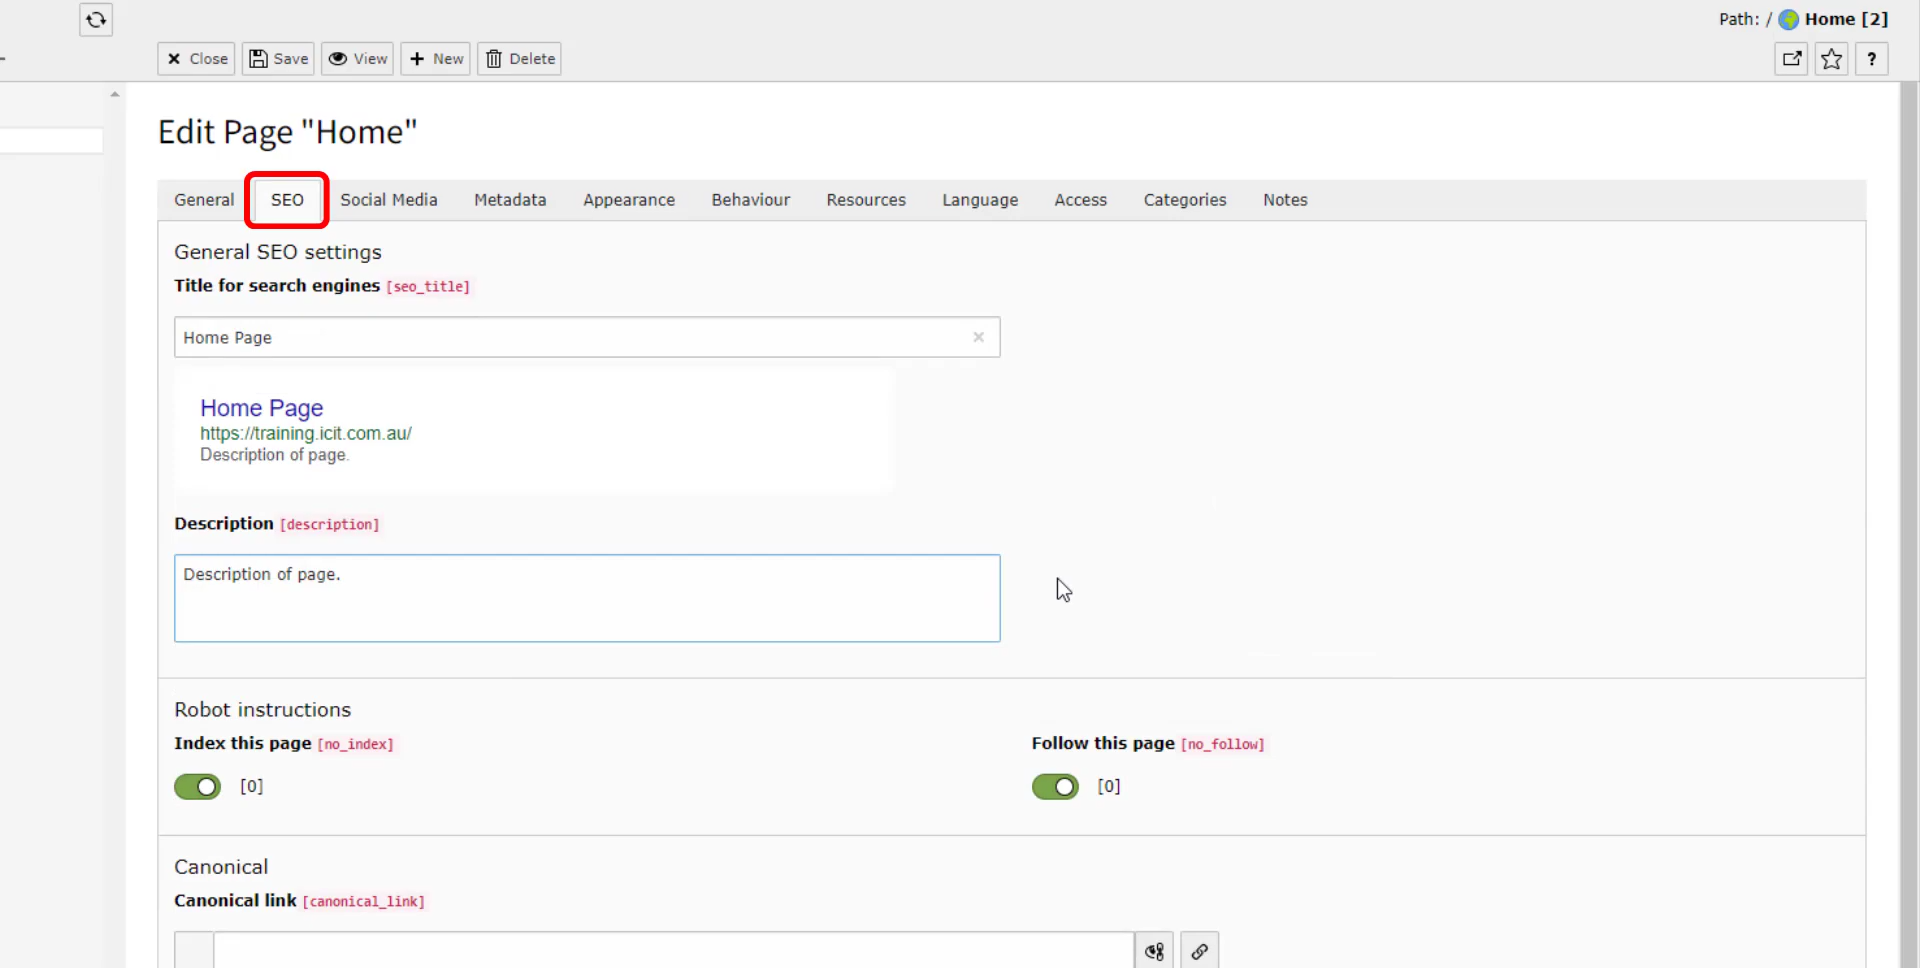 Path: / Home [2]
Close Save View New Delete ?
Edit Page "Home"
General SEO Social Media Metadata Appearance Behaviour Resources Language Access Categories Notes
General SEO settings
Title for search engines [seo_title]
Home Page
Home Page
https://training.icit.com.au/
Description of page.
Description [description]
Description of page.
Robot instructions
Index this page [no_index] Follow this page [no_follow]
[0] [0]
Canonical
Canonical link [canonical_link]